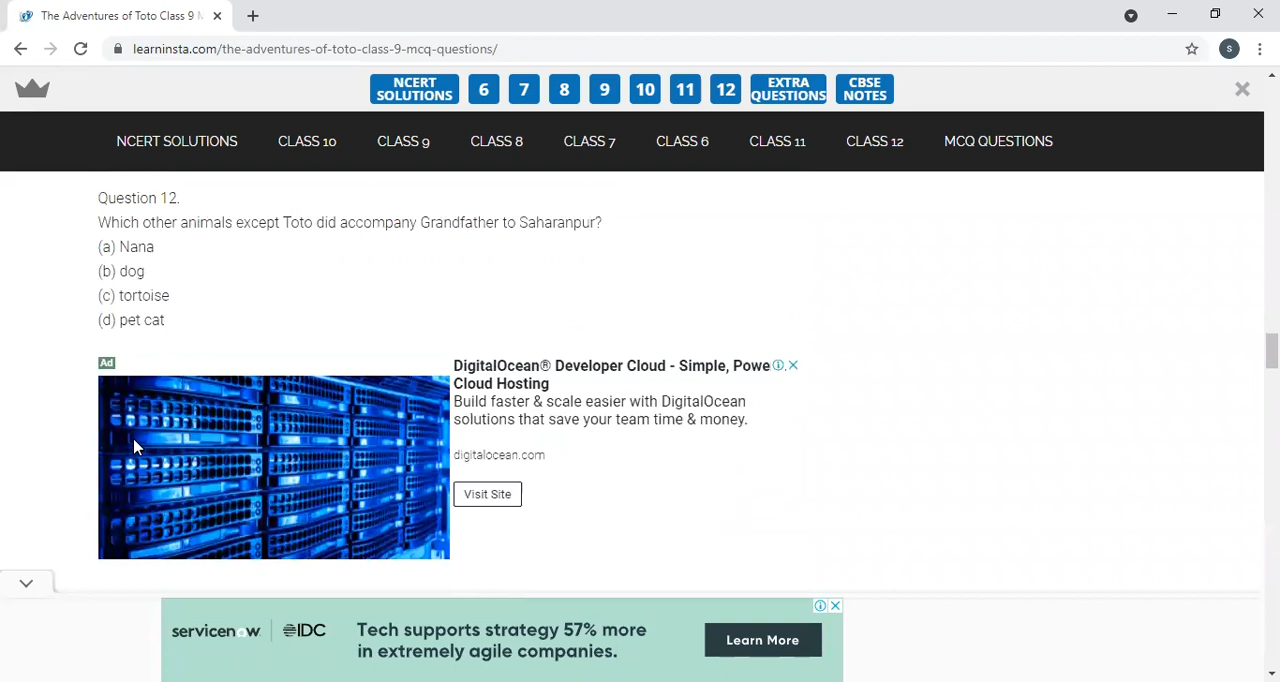 The Adventures of Toto Class 9 M
S
learninsta.com/the-adventures-of-toto-class-9-mcq-questions/
NCERT SOLUTIONS 6 7 8 9 10 11 12 EXTRA QUESTIONS CBSE NOTES
NCERT SOLUTIONS CLASS 10 CLASS 9 CLASS 8 CLASS 7 CLASS 6 CLASS 11 CLASS 12 MCQ QUESTIONS
Question 12.
Which other animals except Toto did accompany Grandfather to Saharanpur?
(a) Nana
(b) dog
(c) tortoise
(d) pet cat
Ad
DigitalOcean® Developer Cloud - Simple, Powe
Cloud Hosting
Build faster & scale easier with DigitalOcean
solutions that save your team time & money.
digitalocean.com
Visit Site
servicenow
IDC
Tech supports strategy 57% more
in extremely agile companies.
Learn More